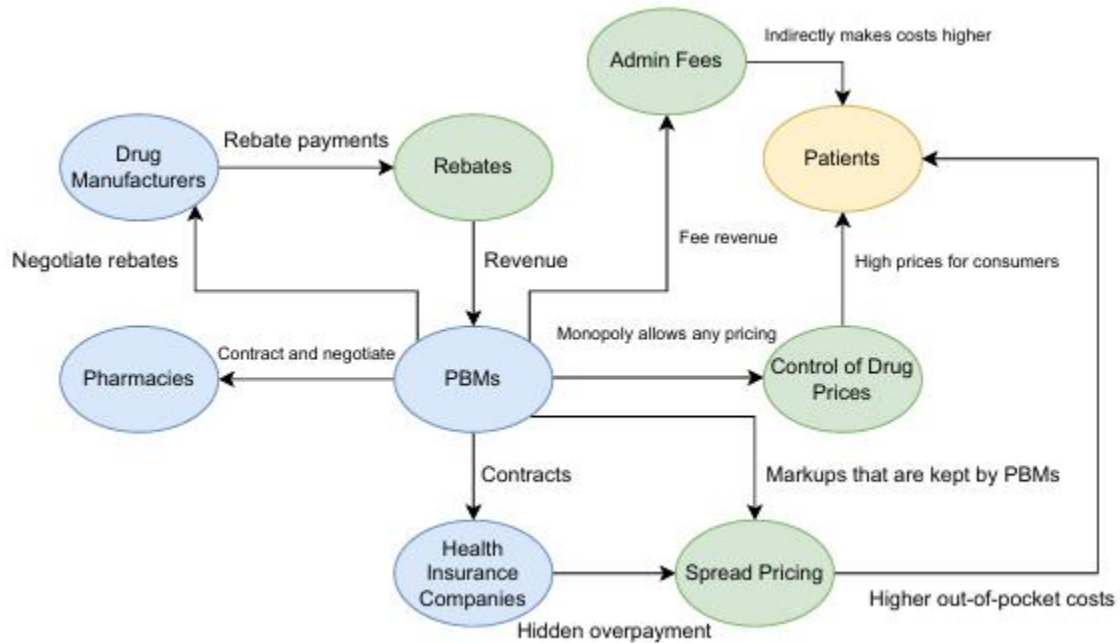 Indirectly makes costs higher
Admin Fees
Rebate payments
Drug
Manufacturers
Rebates
Patients
Negotiate rebates
Revenue
Fee revenue
High prices for consumers
Monopoly allows any pricing
Contract and negotiate
Pharmacies
PBMs
Control of Drug
Prices
Contracts
Markups that are kept by PBMs
Health
Insurance
Companies
Spread Pricing
Higher out-of-pocket costs
Hidden overpayment